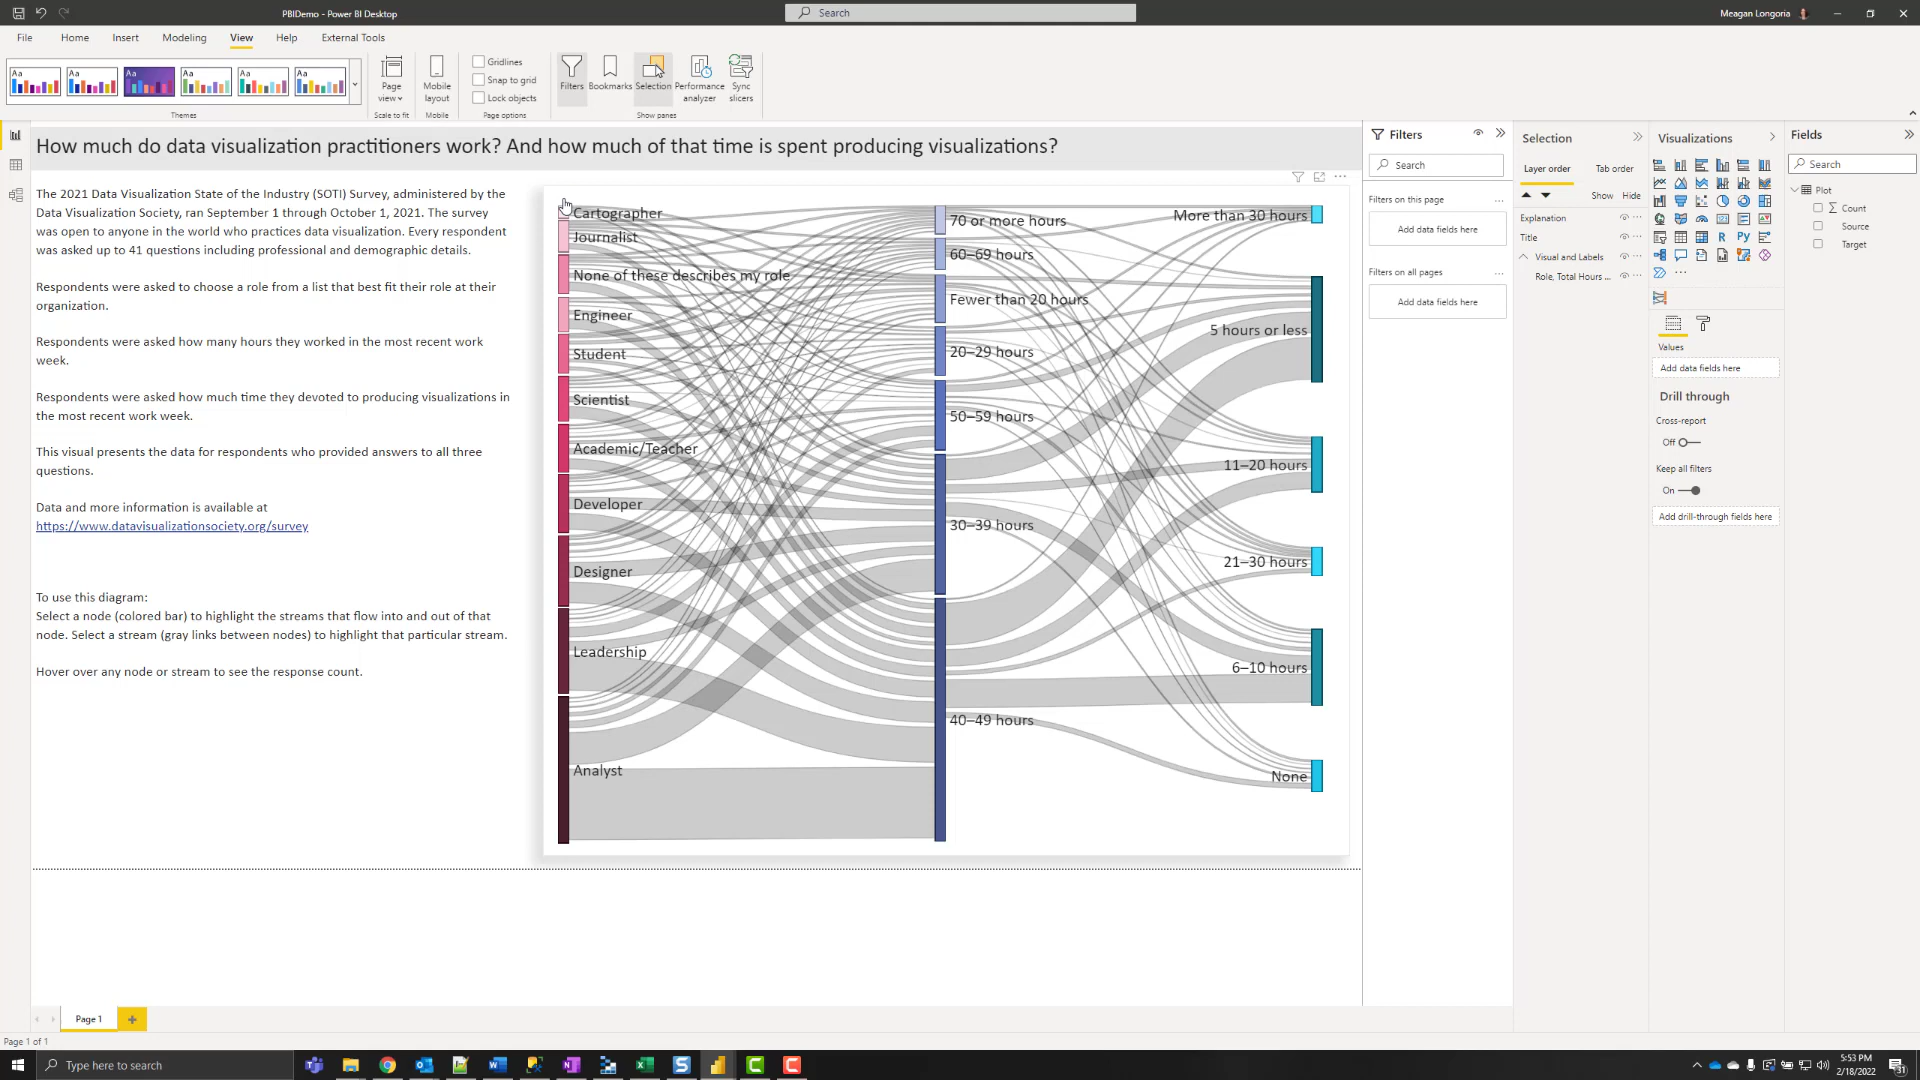 PBIDemo - Power BI Desktop
Search
Meagan Longoria
File
Home
Insert
Modeling
View
Help
External Tools
Aa
Aa
Aa
Aa
Aa
Aa
Themes
Page view
Scale to fit
Mobile layout
Mobile
Gridlines
Snap to grid
Lock objects
Page options
Filters
Bookmarks
Selection
Performance analyzer
Sync slicers
Show panes
How much do data visualization practitioners work? And how much of that time is spent producing visualizations?
The 2021 Data Visualization State of the Industry (SOTI) Survey, administered by the
Data Visualization Society, ran September 1 through October 1, 2021. The survey
was open to anyone in the world who practices data visualization. Every respondent
was asked up to 41 questions including professional and demographic details.
Respondents were asked to choose a role from a list that best fit their role at their
organization.
Respondents were asked how many hours they worked in the most recent work
week.
Respondents were asked how much time they devoted to producing visualizations in
the most recent work week.
This visual presents the data for respondents who provided answers to all three
questions.
Data and more information is available at
https://www.datavisualizationsociety.org/survey
To use this diagram:
Select a node (colored bar) to highlight the streams that flow into and out of that
node. Select a stream (gray links between nodes) to highlight that particular stream.
Hover over any node or stream to see the response count.
Cartographer
Journalist
None of these describes my role
Engineer
Student
Scientist
Academic/Teacher
Developer
Designer
Leadership
Analyst
70 or more hours
60–69 hours
Fewer than 20 hours
20–29 hours
50–59 hours
30–39 hours
40–49 hours
More than 30 hours
5 hours or less
11–20 hours
21–30 hours
6–10 hours
None
Filters
Search
Filters on this page
Add data fields here
Filters on all pages
Add data fields here
Selection
Layer order
Tab order
Show
Hide
Explanation
Title
Visual and Labels
Role, Total Hours ...
Visualizations
R
Py
Values
Add data fields here
Drill through
Cross-report
Off
Keep all filters
On
Add drill-through fields here
Fields
Search
Plot
Σ Count
Source
Target
Page 1
Page 1 of 1
Type here to search
5:53 PM
2/18/2022
31